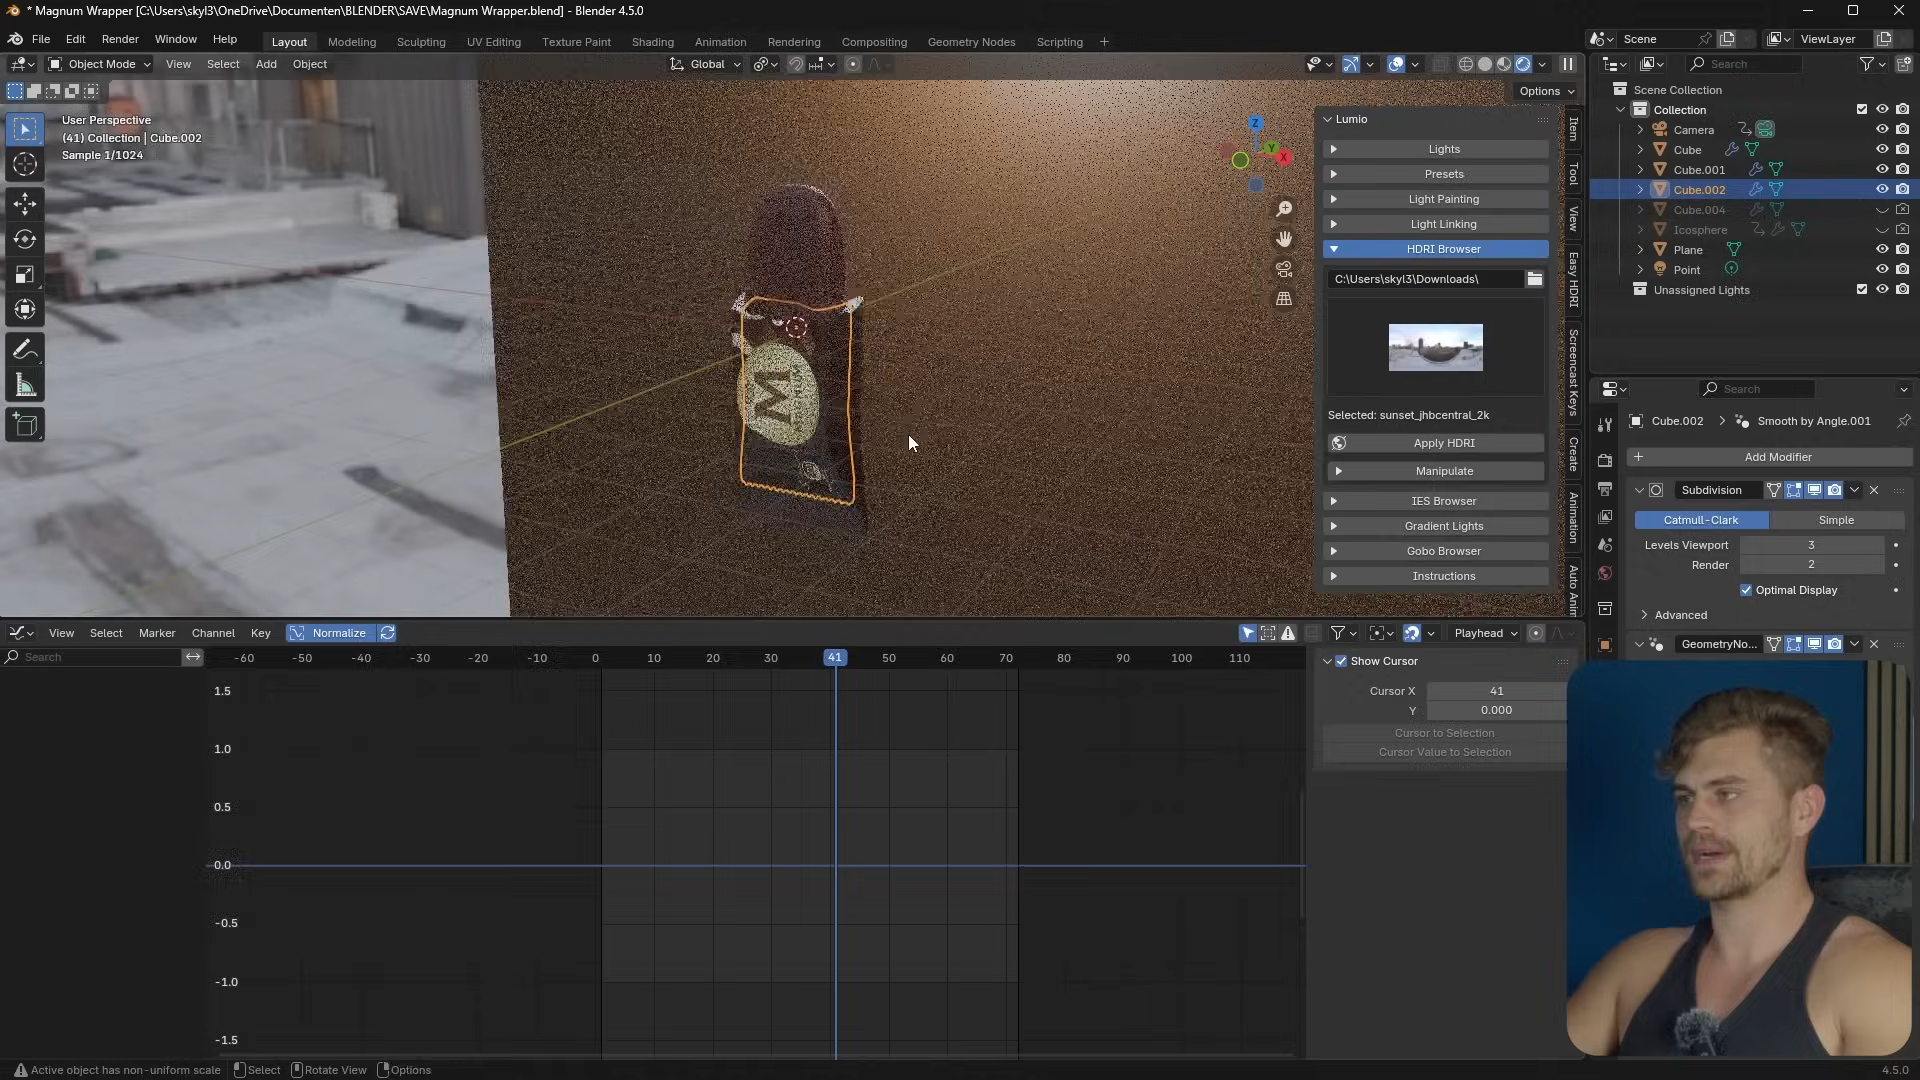 * Magnum Wrapper [C:\Users\skyl3\OneDrive\Documenten\BLENDER\SAVE\Magnum Wrapper.blend] - Blender 4.5.0
File Edit Render Window Help
Layout Modeling Sculpting UV Editing Texture Paint Shading Animation Rendering Compositing Geometry Nodes Scripting +
Scene
ViewLayer
Object Mode View Select Add Object
Global
Options
User Perspective
(41) Collection | Cube.002
Sample 1/1024
Z
Y
X
M
Lumio
Lights
Presets
Light Painting
Light Linking
HDRI Browser
C:\Users\skyl3\Downloads\
Selected: sunset_jhbcentral_2k
Apply HDRI
Manipulate
IES Browser
Gradient Lights
Gobo Browser
Instructions
Item
Tool
View
Easy HDRI
Screencast Keys
Create
Animation
Auto Anim
Search
Scene Collection
Collection
Camera
Cube
Cube.001
Cube.002
Cube.004
Icosphere
Plane
Point
Unassigned Lights
Search
Cube.002 > Smooth by Angle.001
Add Modifier
Subdivision
Catmull-Clark Simple
Levels Viewport 3
Render 2
Optimal Display
Advanced
GeometryNo...
View Select Marker Channel Key Normalize
Playhead
Search
-60 -50 -40 -30 -20 -10 0 10 20 30 41 50 60 70 80 90 100 110
1.5
1.0
0.5
0.0
-0.5
-1.0
-1.5
Show Cursor
Cursor X 41
Y 0.000
Cursor to Selection
Cursor Value to Selection
Active object has non-uniform scale Select Rotate View Options
4.5.0